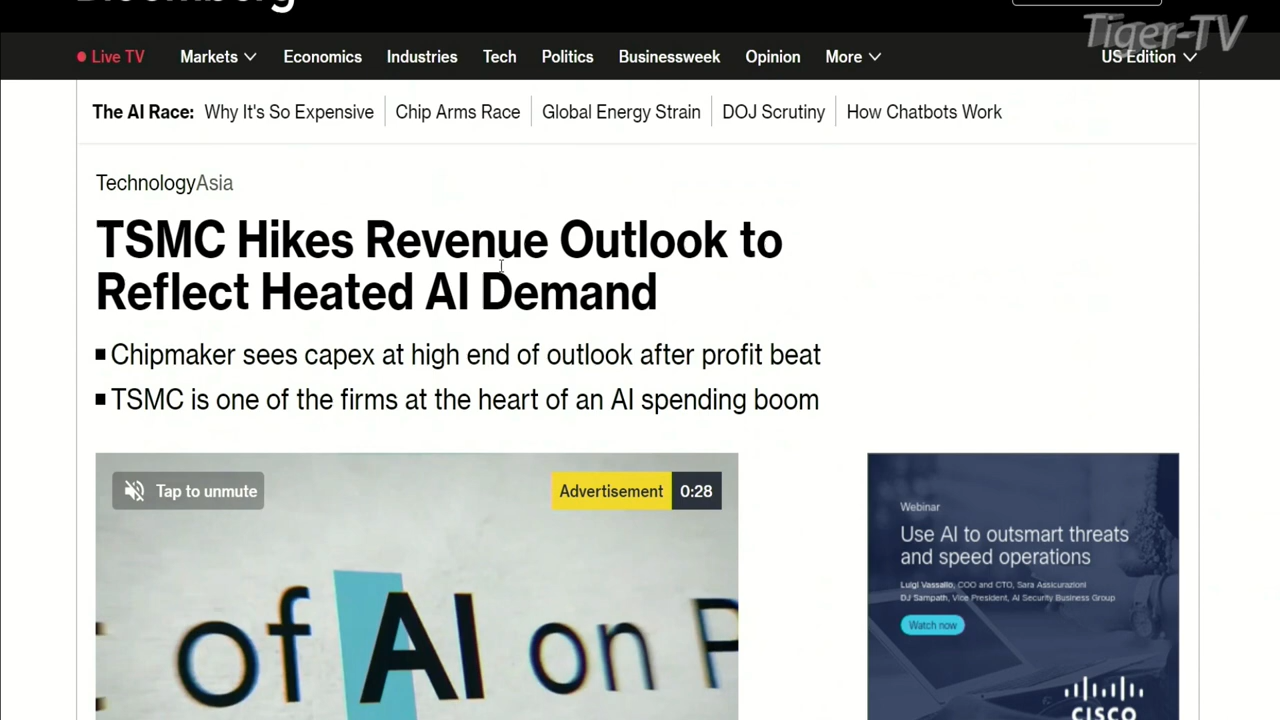 Bloomberg
Tiger-TV
Live TV Markets Economics Industries Tech Politics Businessweek Opinion More US Edition
The AI Race: Why It's So Expensive Chip Arms Race Global Energy Strain DOJ Scrutiny How Chatbots Work
TechnologyAsia
TSMC Hikes Revenue Outlook to
Reflect Heated AI Demand
Chipmaker sees capex at high end of outlook after profit beat
TSMC is one of the firms at the heart of an AI spending boom
Tap to unmute
Advertisement 0:28
of AI on P
Webinar
Use AI to outsmart threats
and speed operations
Luigi Vassallo, COO and CTO, Sara Assicurazioni
DJ Sampath, Vice President, AI Security Business Group
Watch now
CISCO